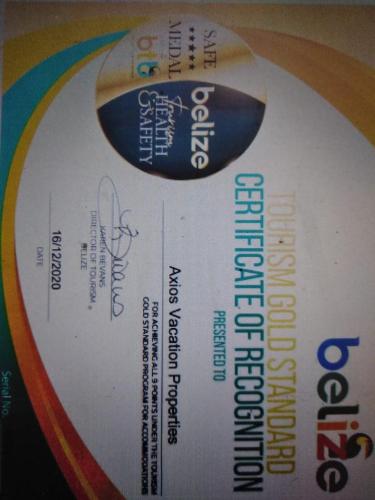 belize
TOURISM GOLD STANDARD
CERTIFICATE OF RECOGNITION
PRESENTED TO
Axios Vacation Properties
FOR ACHIEVING ALL 9 POINTS UNDER THE TOURISM
GOLD STANDARD PROGRAM FOR ACCOMMODATIONS
belize
Tourism
HEALTH
& SAFETY
SAFE
MEDAL
btb
KAREN BEVANS
DIRECTOR OF TOURISM
BELIZE
16/12/2020
DATE
Serial No.